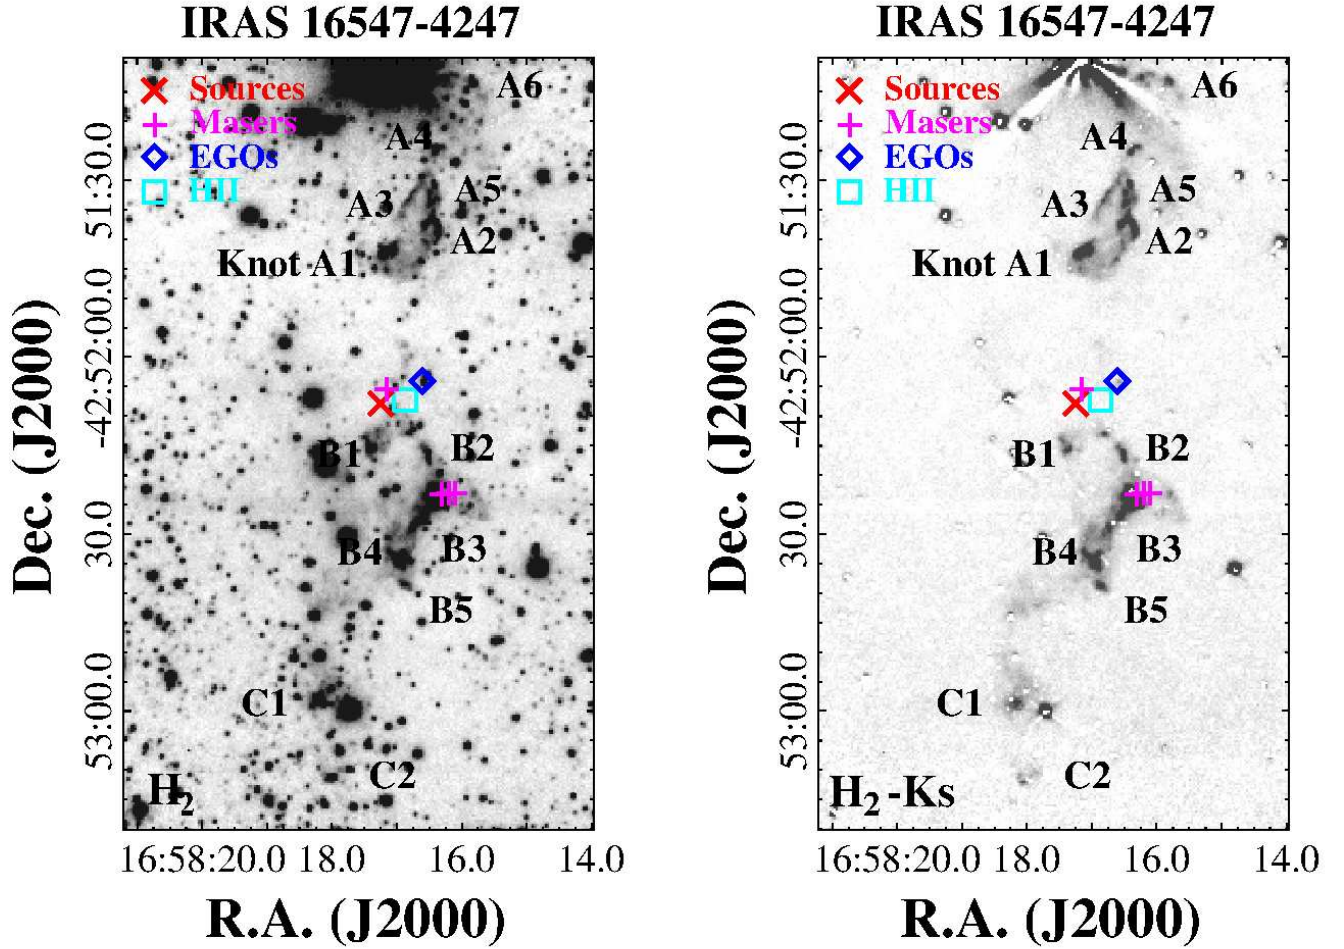 IRAS 16547-4247
Sources
Masers
EGOs
HII
A6
A4
A3
A5
A2
Knot A1
B1
B2
B4
B3
B5
C1
C2
H2
51:30.0
-42:52:00.0
30.0
53:00.0
Dec. (J2000)
16:58:20.0 18.0 16.0 14.0
R.A. (J2000)
IRAS 16547-4247
Sources
Masers
EGOs
HII
A6
A4
A3
A5
A2
Knot A1
B1
B2
B4
B3
B5
C1
C2
H2-Ks
51:30.0
-42:52:00.0
30.0
53:00.0
Dec. (J2000)
16:58:20.0 18.0 16.0 14.0
R.A. (J2000)